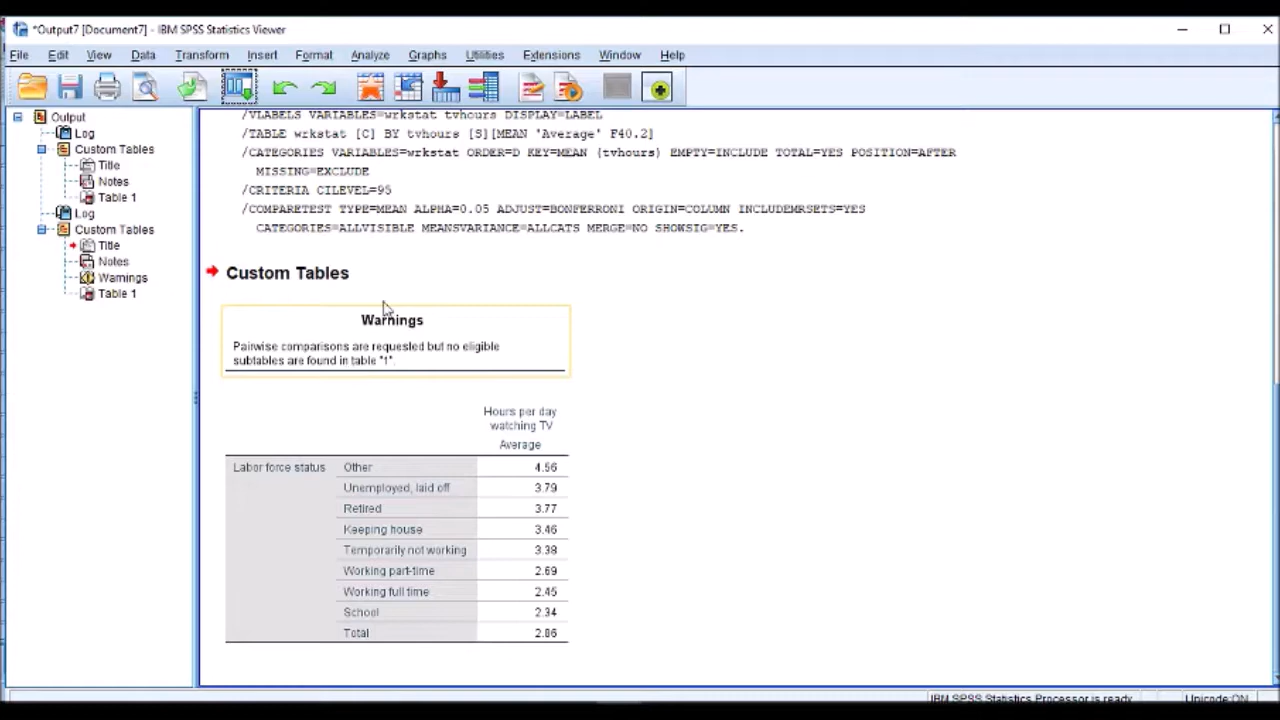 *Output7 [Document7] - IBM SPSS Statistics Viewer
File Edit View Data Transform Insert Format Analyze Graphs Utilities Extensions Window Help
Output
Log
Custom Tables
Title
Notes
Table 1
Log
Custom Tables
Title
Notes
Warnings
Table 1
/VLABELS VARIABLES=wrkstat tvhours DISPLAY=LABEL
/TABLE wrkstat [C] BY tvhours [S][MEAN 'Average' F40.2]
/CATEGORIES VARIABLES=wrkstat ORDER=D KEY=MEAN (tvhours) EMPTY=INCLUDE TOTAL=YES POSITION=AFTER
MISSING=EXCLUDE
/CRITERIA CILEVEL=95
/COMPARETEST TYPE=MEAN ALPHA=0.05 ADJUST=BONFERRONI ORIGIN=COLUMN INCLUDEMRSETS=YES
CATEGORIES=ALLVISIBLE MEANSVARIANCE=ALLCATS MERGE=NO SHOWSIG=YES.
Custom Tables
Warnings
Pairwise comparisons are requested but no eligible
subtables are found in table "1".
Hours per day
watching TV
Average
Labor force status Other 4.56
Unemployed, laid off 3.79
Retired 3.77
Keeping house 3.46
Temporarily not working 3.38
Working part-time 2.69
Working full time 2.45
School 2.34
Total 2.86
IBM SPSS Statistics Processor is ready Unicode:ON